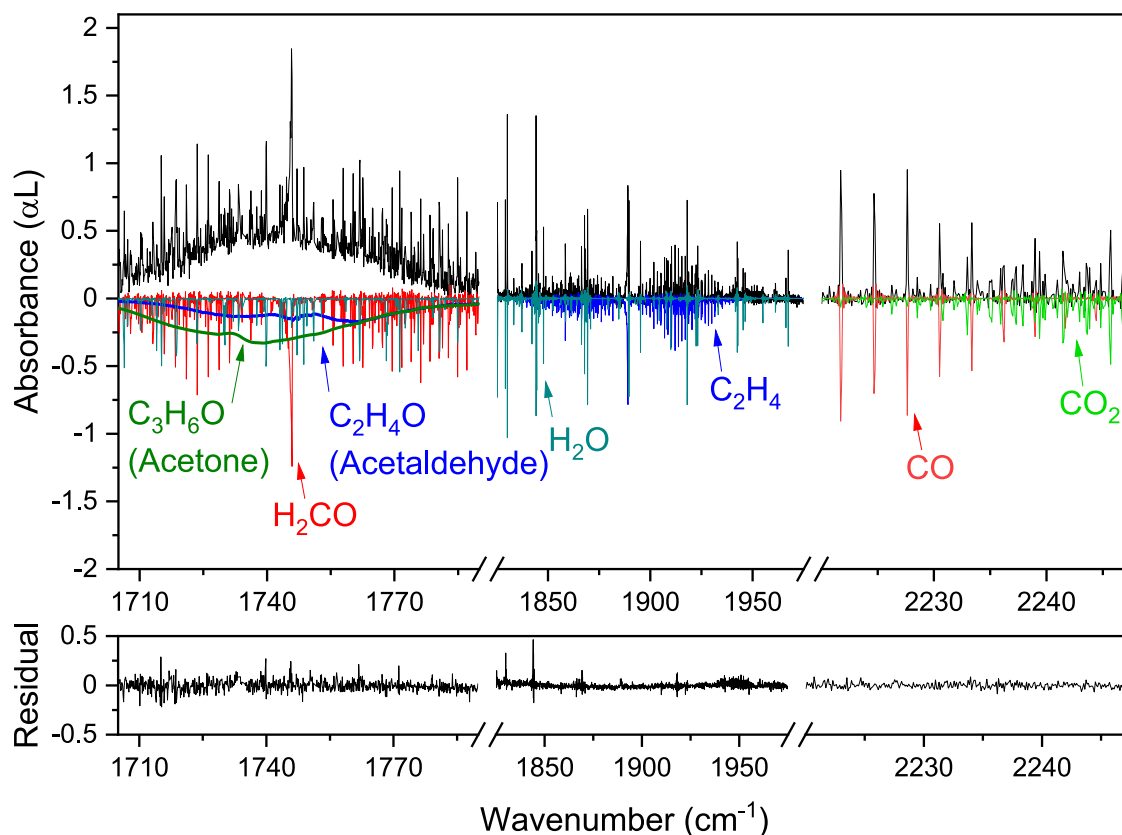 Absorbance (αL)
2
1.5
1
0.5
0
-0.5
-1
-1.5
-2
C₃H₆O
(Acetone)
C₂H₄O
(Acetaldehyde)
H₂CO
H₂O
C₂H₄
CO
CO₂
1710 1740 1770 1850 1900 1950 2230 2240
Residual
0.5
0
-0.5
1710 1740 1770 1850 1900 1950 2230 2240
Wavenumber (cm⁻¹)